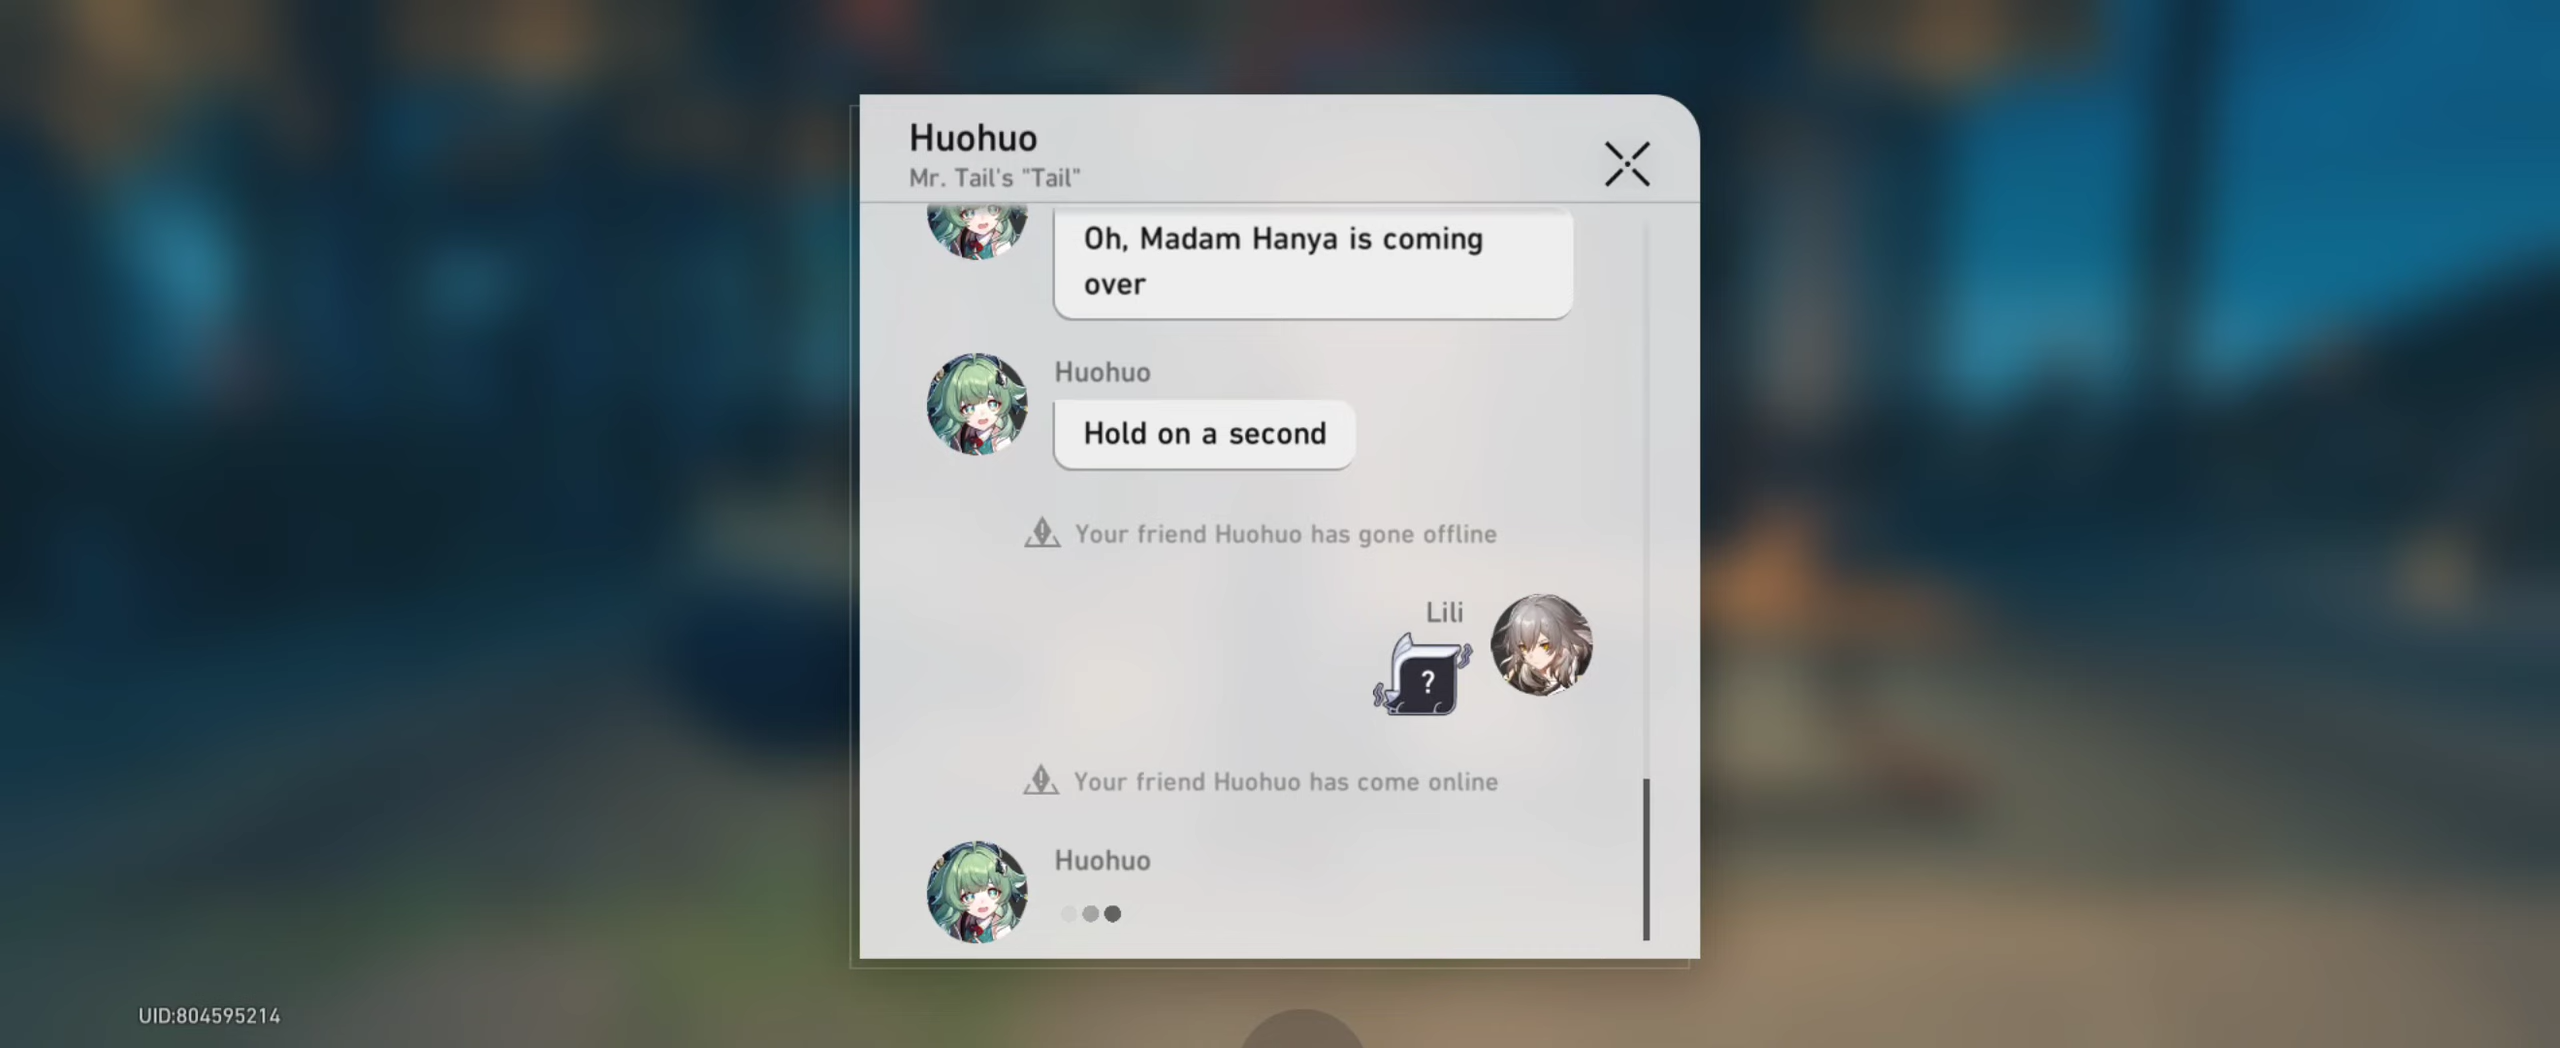 Huohuo
Mr. Tail's "Tail"
Oh, Madam Hanya is coming
over
Huohuo
Hold on a second
Your friend Huohuo has gone offline
Lili
?
Your friend Huohuo has come online
Huohuo
UID:804595214